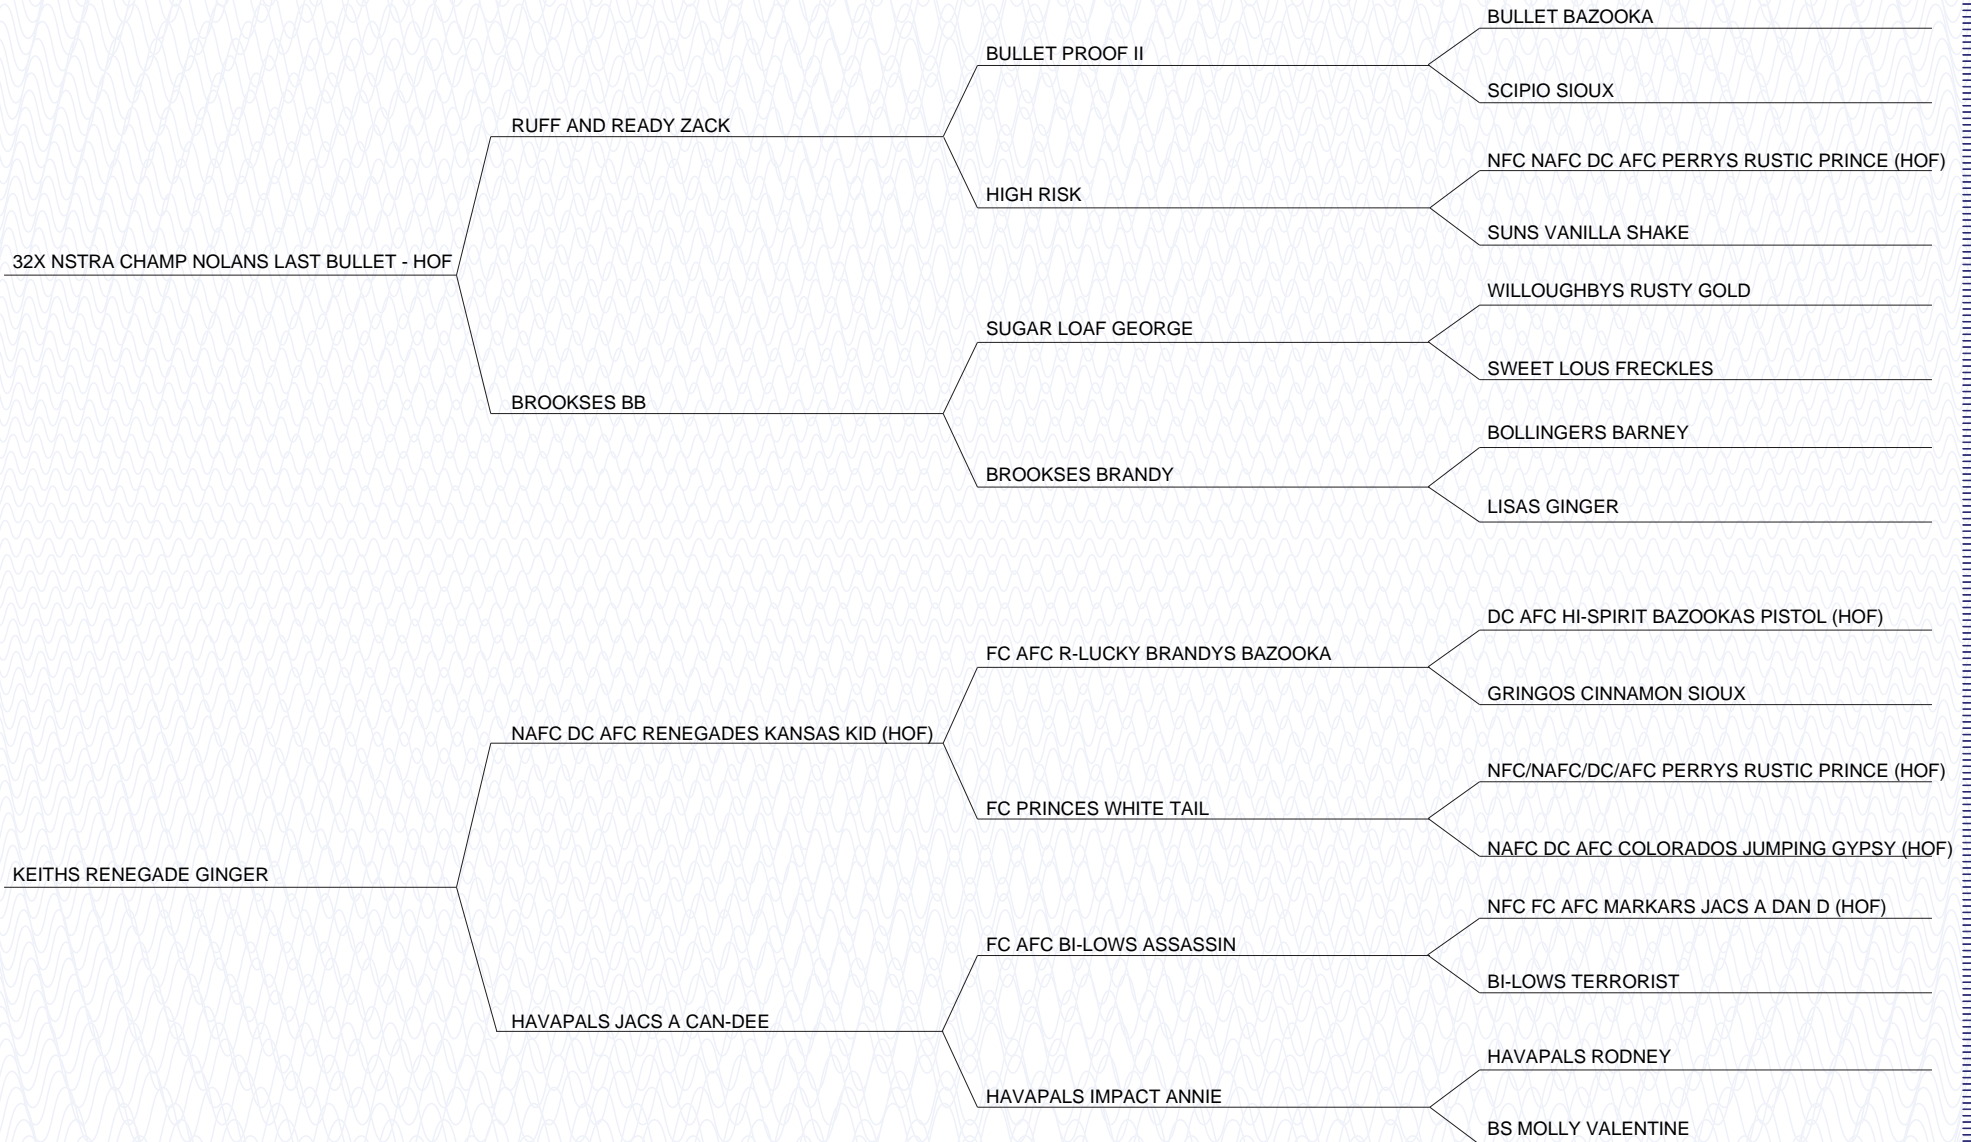 BULLET BAZOOKA
BULLET PROOF II
SCIPIO SIOUX
RUFF AND READY ZACK
NFC NAFC DC AFC PERRYS RUSTIC PRINCE (HOF)
HIGH RISK
SUNS VANILLA SHAKE
32X NSTRA CHAMP NOLANS LAST BULLET - HOF
WILLOUGHBYS RUSTY GOLD
SUGAR LOAF GEORGE
SWEET LOUS FRECKLES
BROOKSES BB
BOLLINGERS BARNEY
BROOKSES BRANDY
LISAS GINGER
DC AFC HI-SPIRIT BAZOOKAS PISTOL (HOF)
FC AFC R-LUCKY BRANDYS BAZOOKA
GRINGOS CINNAMON SIOUX
NAFC DC AFC RENEGADES KANSAS KID (HOF)
NFC/NAFC/DC/AFC PERRYS RUSTIC PRINCE (HOF)
FC PRINCES WHITE TAIL
NAFC DC AFC COLORADOS JUMPING GYPSY (HOF)
KEITHS RENEGADE GINGER
NFC FC AFC MARKARS JACS A DAN D (HOF)
FC AFC BI-LOWS ASSASSIN
BI-LOWS TERRORIST
HAVAPALS JACS A CAN-DEE
HAVAPALS RODNEY
HAVAPALS IMPACT ANNIE
BS MOLLY VALENTINE